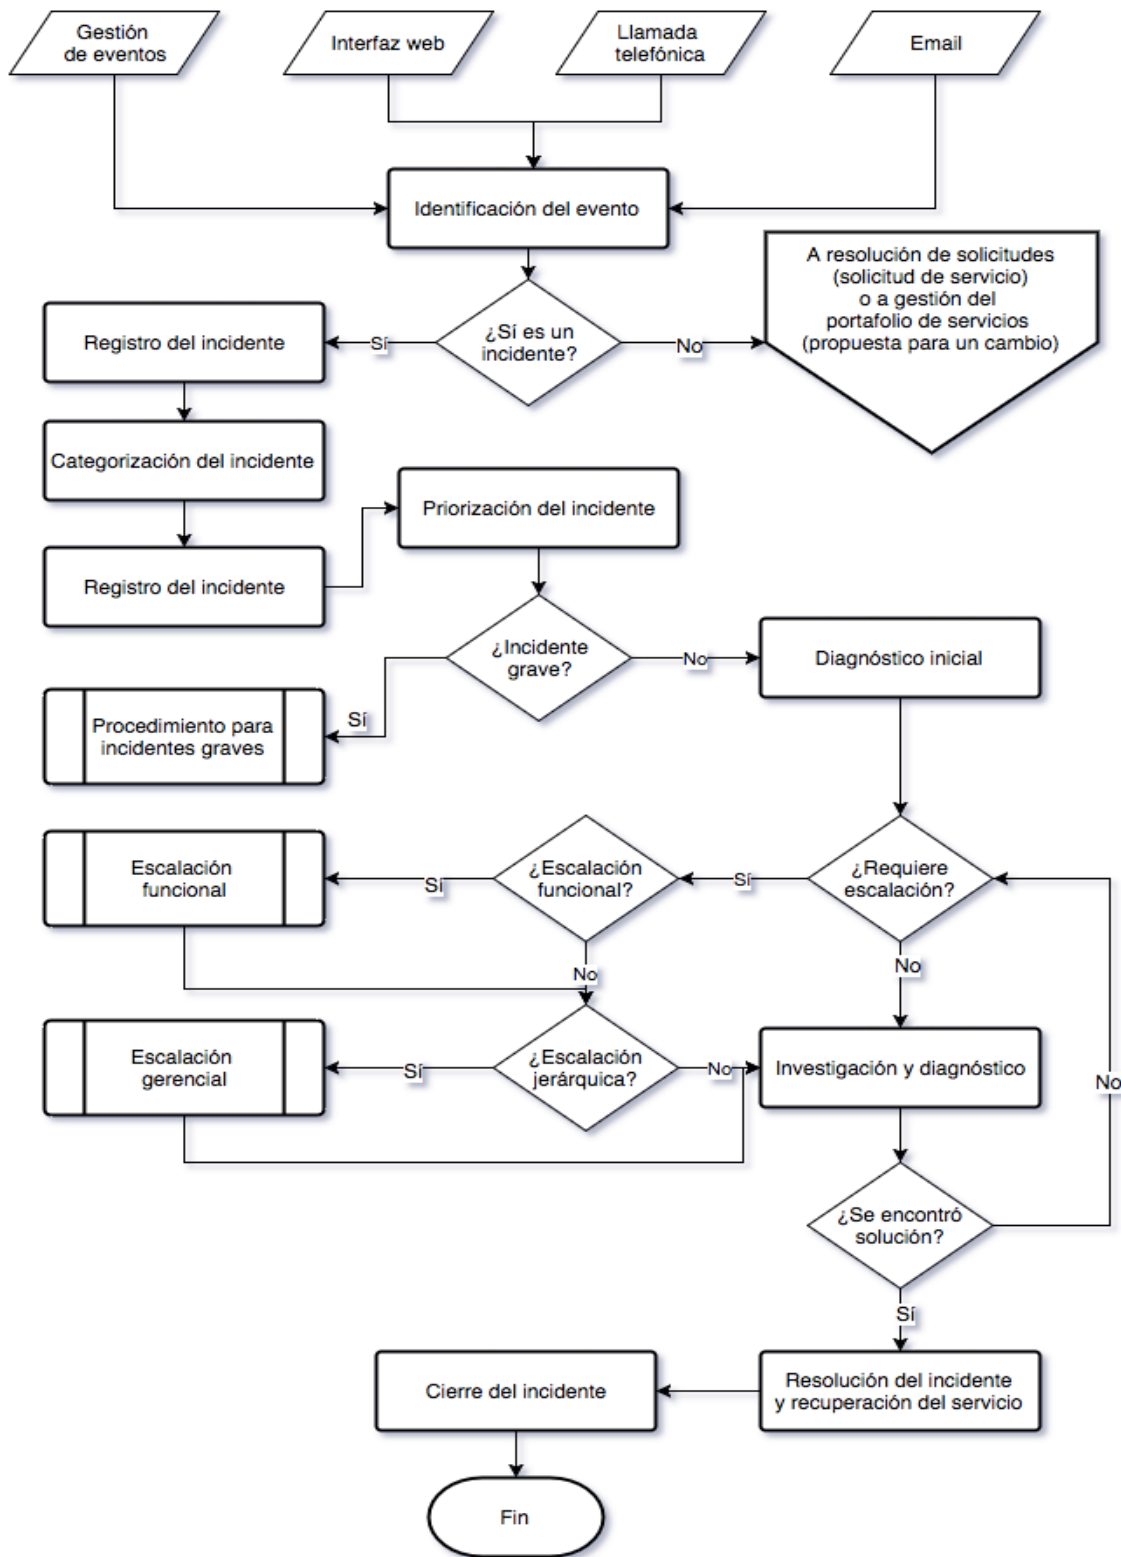 Gestión
de eventos
Interfaz web
Llamada
telefónica
Email
Identificación del evento
A resolución de solicitudes
(solicitud de servicio)
o a gestión del
portafolio de servicios
(propuesta para un cambio)
¿Sí es un
incidente?
Sí
No
Registro del incidente
Categorización del incidente
Registro del incidente
Priorización del incidente
¿Incidente
grave?
No
Diagnóstico inicial
Sí
Procedimiento para
incidentes graves
¿Requiere
escalación?
Sí
¿Escalación
funcional?
Sí
Escalación
funcional
No
No
¿Escalación
jerárquica?
Sí
Escalación
gerencial
No
Investigación y diagnóstico
No
¿Se encontró
solución?
Sí
Resolución del incidente
y recuperación del servicio
Cierre del incidente
Fin